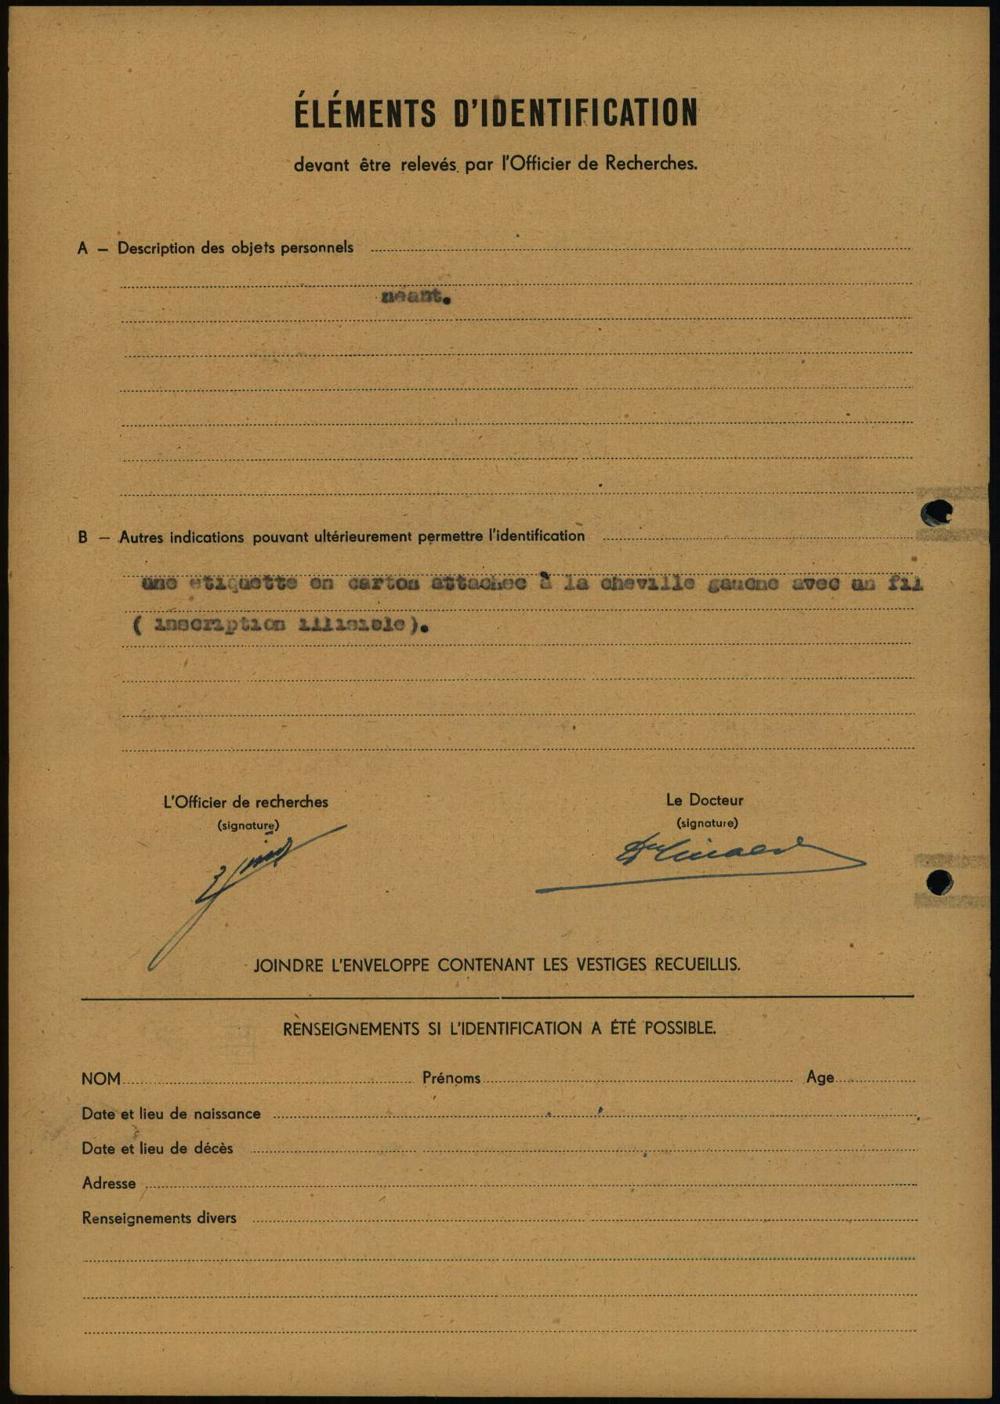 ÉLÉMENTS D'IDENTIFICATION
devant être relevés par l'Officier de Recherches.
A – Description des objets personnels
neant.
B – Autres indications pouvant ultérieurement permettre l'identification
une etiquette en carton attachee à la cheville gauche avec un fil
( inscription illisible).
L'Officier de recherches
(signature)
Le Docteur
(signature)
JOINDRE L'ENVELOPPE CONTENANT LES VESTIGES RECUEILLIS.
RENSEIGNEMENTS SI L'IDENTIFICATION A ÉTÉ POSSIBLE.
NOM Prénoms Age
Date et lieu de naissance
Date et lieu de décès
Adresse
Renseignements divers